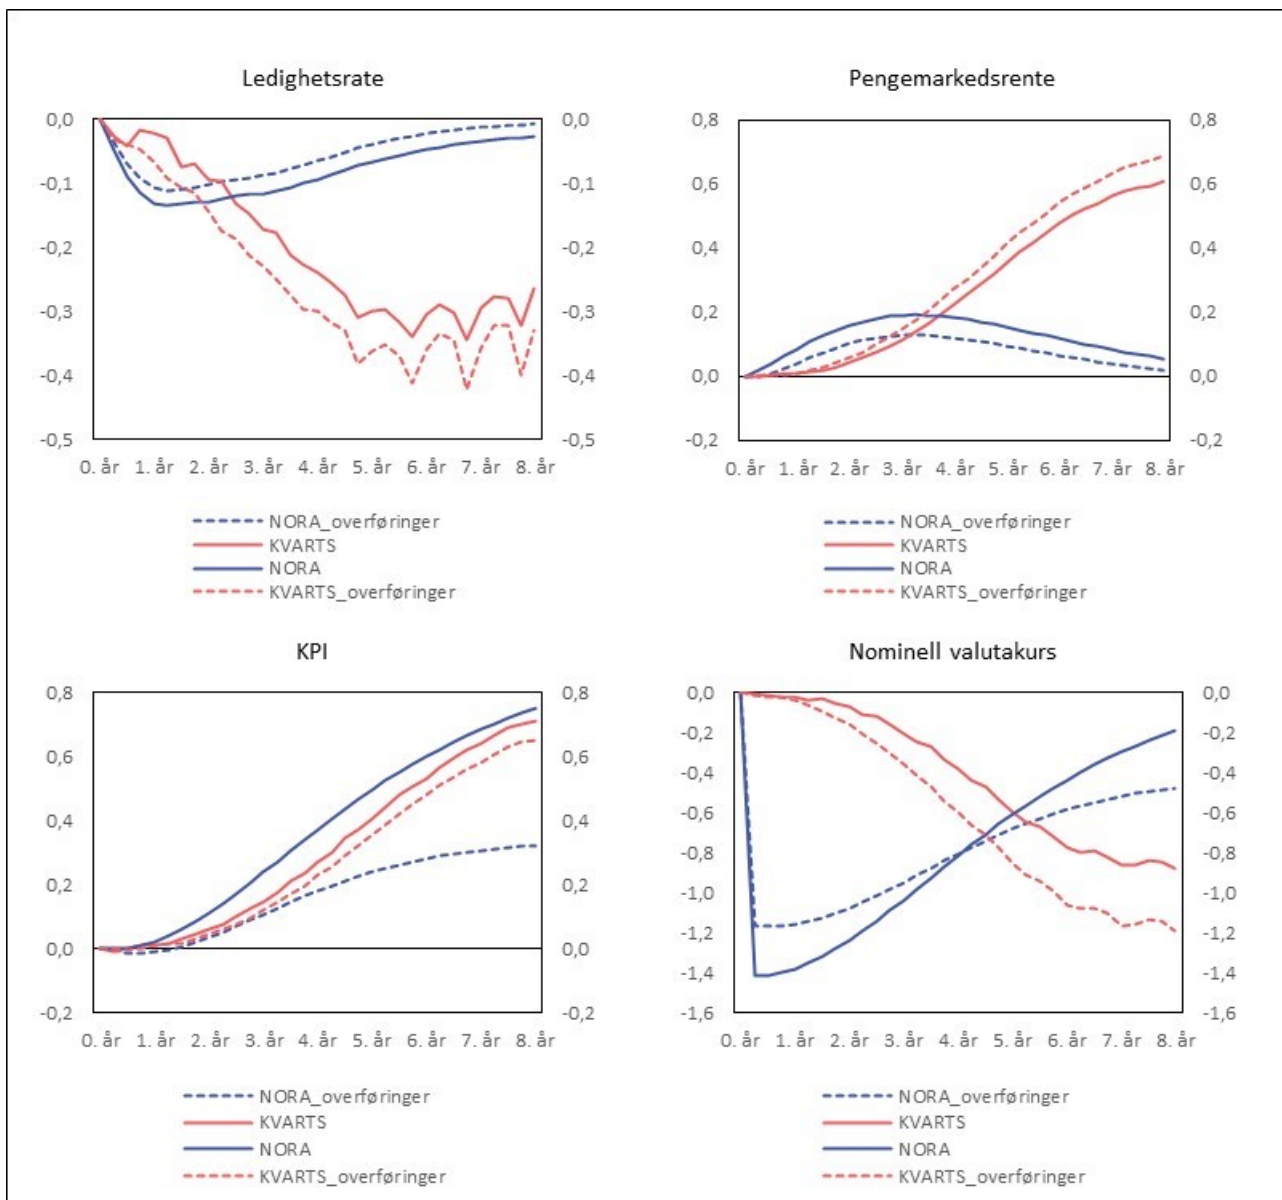 Ledighetsrate
0,0
-0,1
-0,2
-0,3
-0,4
-0,5
0,0
-0,1
-0,2
-0,3
-0,4
-0,5
0. år 1. år 2. år 3. år 4. år 5. år 6. år 7. år 8. år
NORA_overføringer
KVARTS
NORA
KVARTS_overføringer
Pengemarkedsrente
0,8
0,6
0,4
0,2
0,0
-0,2
0,8
0,6
0,4
0,2
0,0
-0,2
0. år 1. år 2. år 3. år 4. år 5. år 6. år 7. år 8. år
NORA_overføringer
KVARTS
NORA
KVARTS_overføringer
KPI
0,8
0,6
0,4
0,2
0,0
-0,2
0,8
0,6
0,4
0,2
0,0
-0,2
0. år 1. år 2. år 3. år 4. år 5. år 6. år 7. år 8. år
NORA_overføringer
KVARTS
NORA
KVARTS_overføringer
Nominell valutakurs
0,0
-0,2
-0,4
-0,6
-0,8
-1,0
-1,2
-1,4
-1,6
0,0
-0,2
-0,4
-0,6
-0,8
-1,0
-1,2
-1,4
-1,6
0. år 1. år 2. år 3. år 4. år 5. år 6. år 7. år 8. år
NORA_overføringer
KVARTS
NORA
KVARTS_overføringer